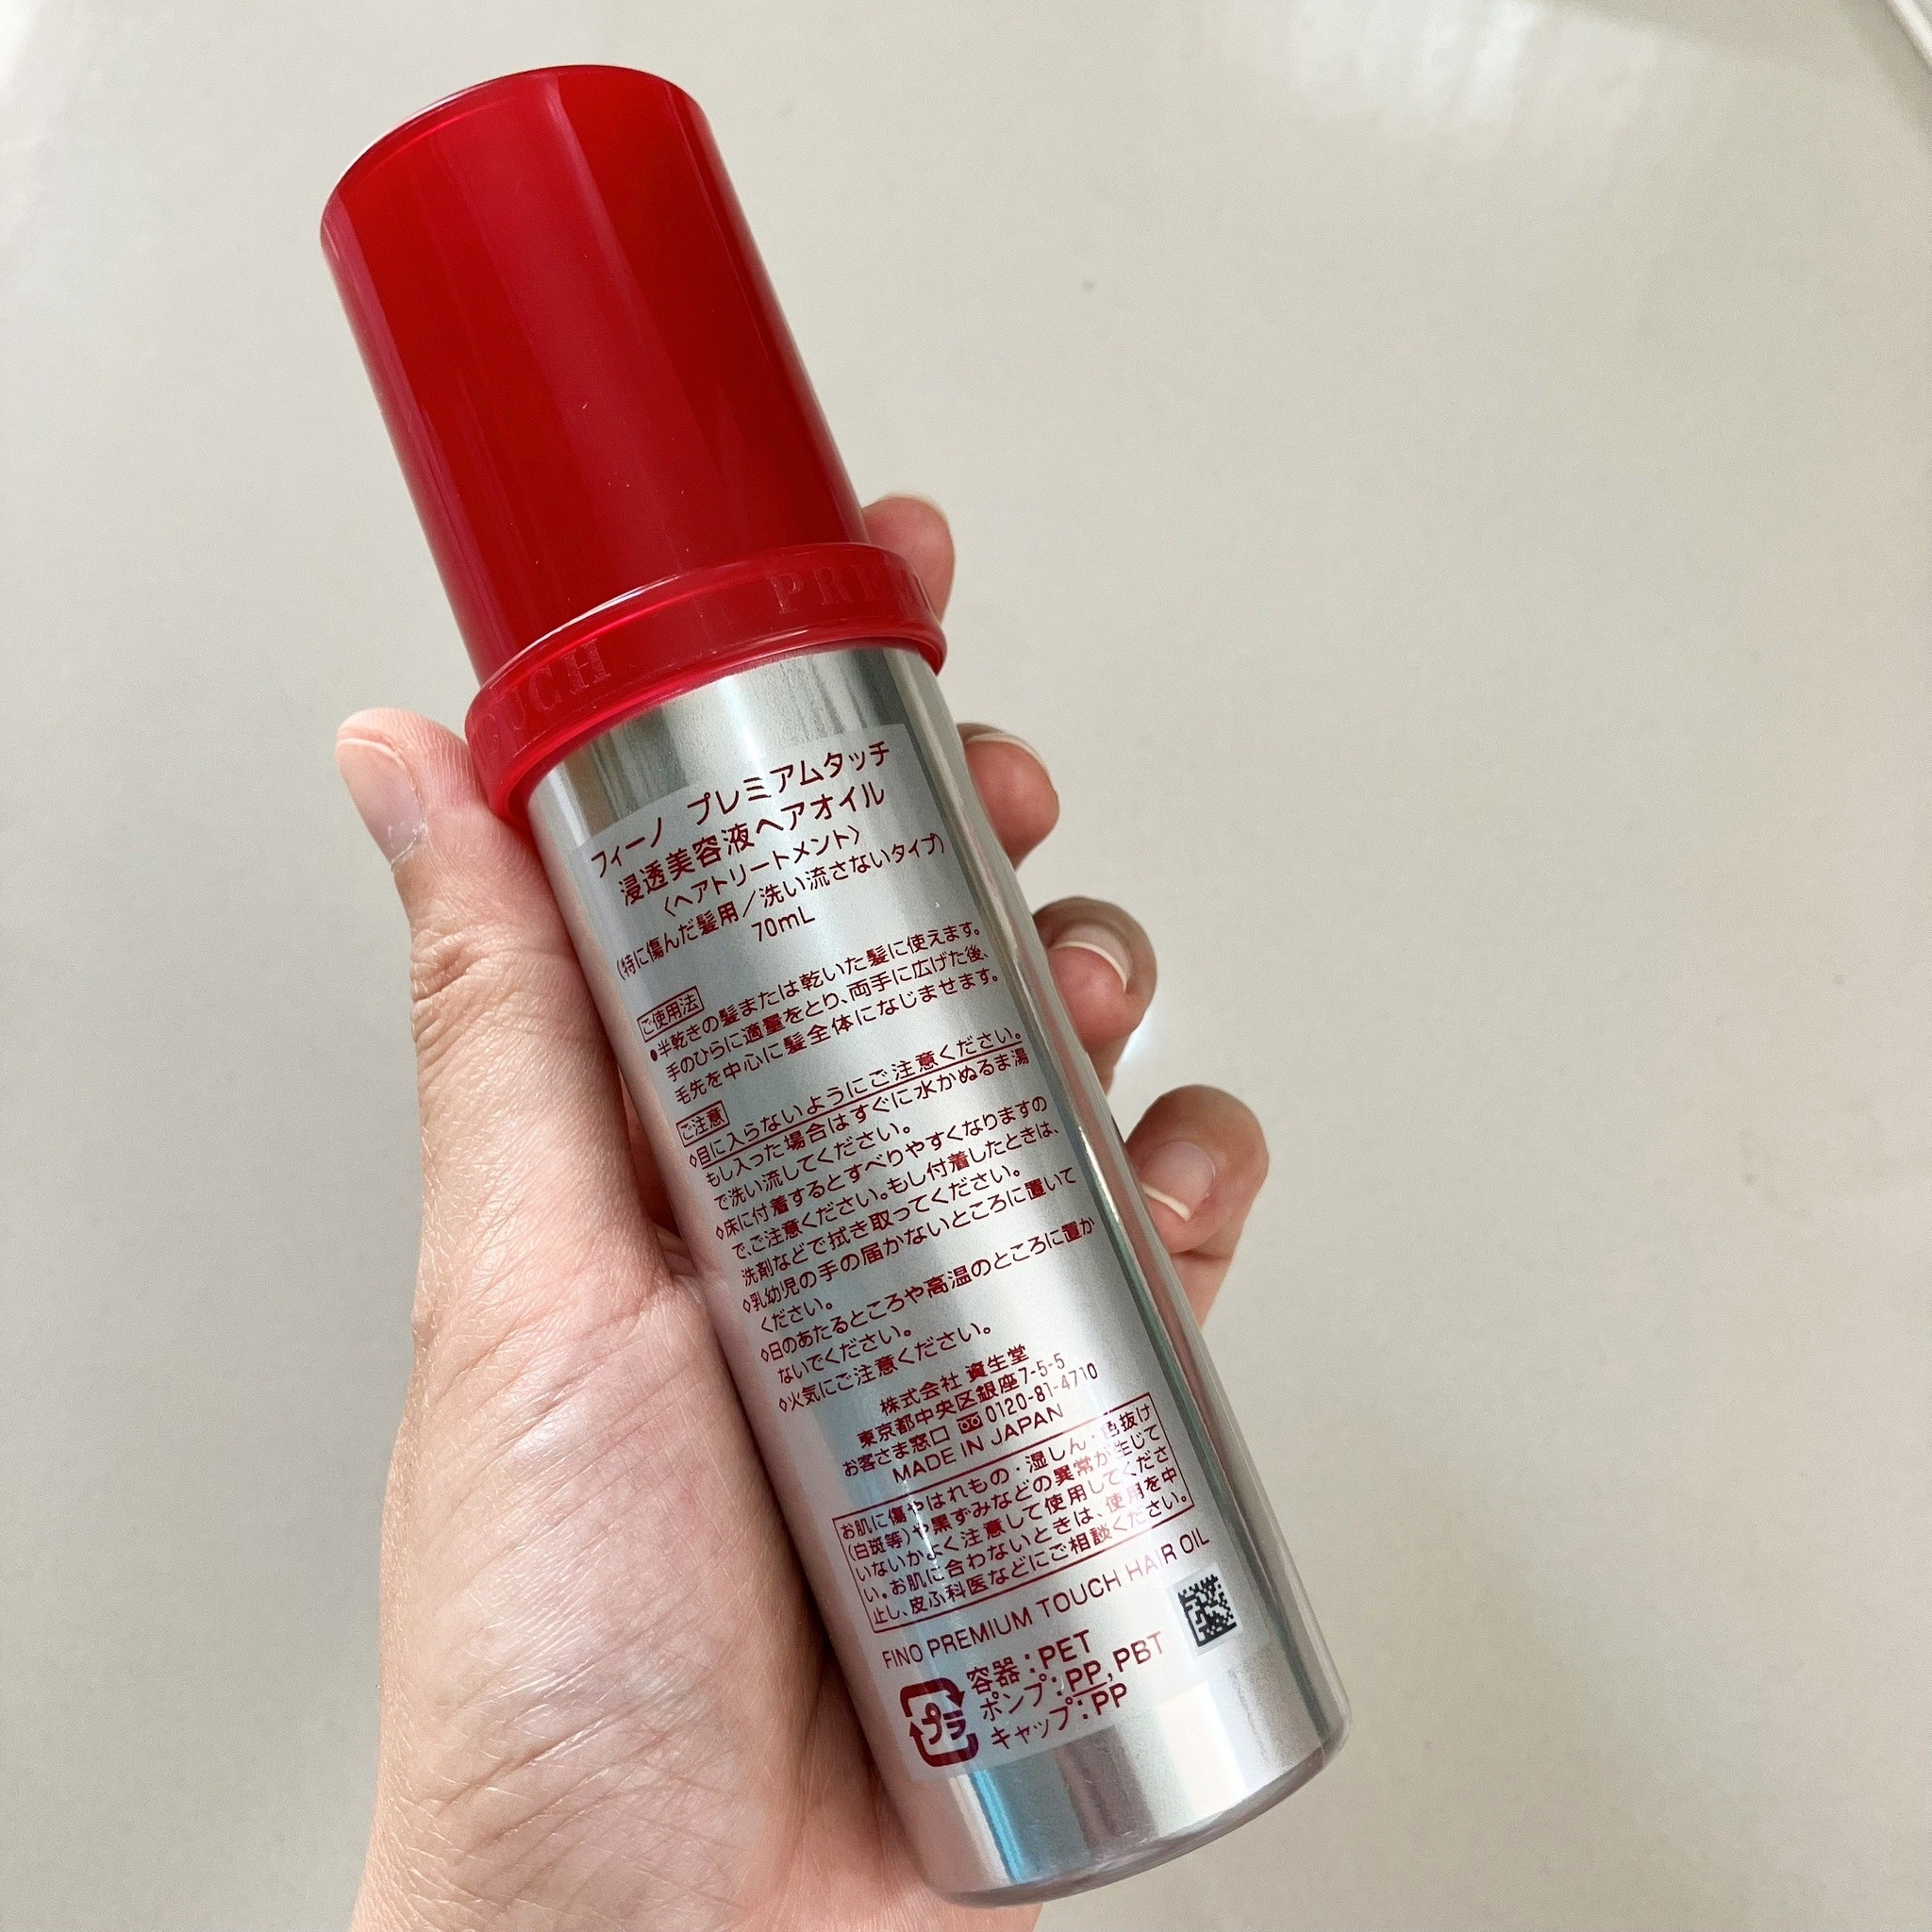 TOUCH PREM
フィーノ プレミアムタッチ
浸透美容液ヘアオイル
〈ヘアトリートメント〉
(特に傷んだ髪用/洗い流さないタイプ)
70mL
ご使用法
●半乾きの髪または乾いた髪に使えます。
手のひらに適量をとり、両手に広げた後、
毛先を中心に髪全体になじませます。
ご注意
◊目に入らないようにご注意ください。
もし入った場合はすぐに水かぬるま湯
で洗い流してください。
◊床に付着するとすべりやすくなりますの
で、ご注意ください。もし付着したときは、
洗剤などで拭き取ってください。
◊乳幼児の手の届かないところに置いて
ください。
◊日のあたるところや高温のところに置か
ないでください。
◊火気にご注意ください。
株式会社 資生堂
東京都中央区銀座7-5-5
お客さま窓口 0120-81-4710
MADE IN JAPAN
お肌に傷やはれもの・湿しん・色抜け
(白斑等)や黒ずみなどの異常が生じて
いないかよく注意して使用してくださ
い。お肌に合わないときは、使用を中
止し、皮ふ科医などにご相談ください。
FINO PREMIUM TOUCH HAIR OIL
プラ
容器:PET
ポンプ:PP,PBT
キャップ:PP